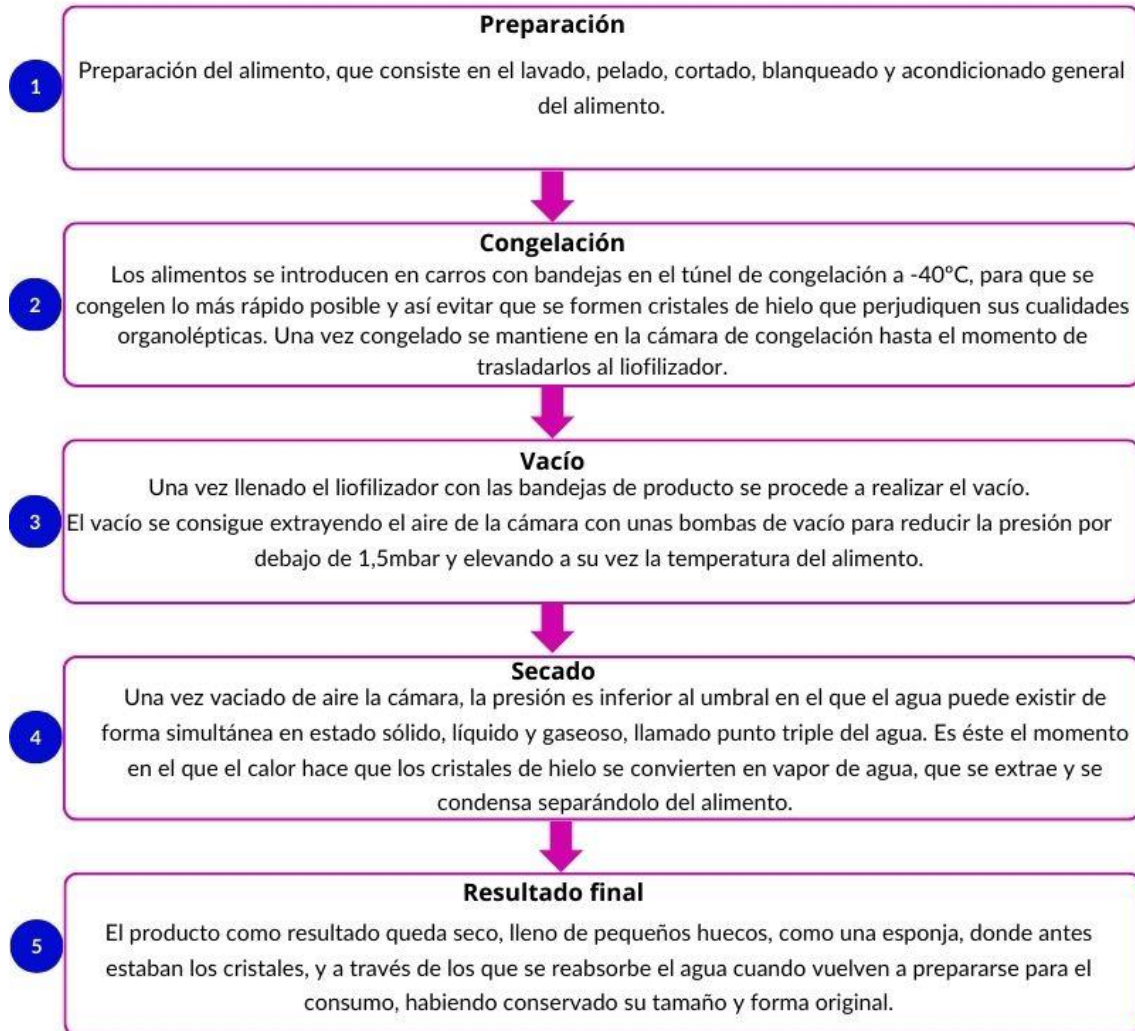 Preparación
1
Preparación del alimento, que consiste en el lavado, pelado, cortado, blanqueado y acondicionado general
del alimento.
Congelación
2
Los alimentos se introducen en carros con bandejas en el túnel de congelación a -40ºC, para que se
congelen lo más rápido posible y así evitar que se formen cristales de hielo que perjudiquen sus cualidades
organolépticas. Una vez congelado se mantiene en la cámara de congelación hasta el momento de
trasladarlos al liofilizador.
Vacío
3
Una vez llenado el liofilizador con las bandejas de producto se procede a realizar el vacío.
El vacío se consigue extrayendo el aire de la cámara con unas bombas de vacío para reducir la presión por
debajo de 1,5mbar y elevando a su vez la temperatura del alimento.
Secado
4
Una vez vaciado de aire la cámara, la presión es inferior al umbral en el que el agua puede existir de
forma simultánea en estado sólido, líquido y gaseoso, llamado punto triple del agua. Es éste el momento
en el que el calor hace que los cristales de hielo se convierten en vapor de agua, que se extrae y se
condensa separándolo del alimento.
Resultado final
5
El producto como resultado queda seco, lleno de pequeños huecos, como una esponja, donde antes
estaban los cristales, y a través de los que se reabsorbe el agua cuando vuelven a prepararse para el
consumo, habiendo conservado su tamaño y forma original.